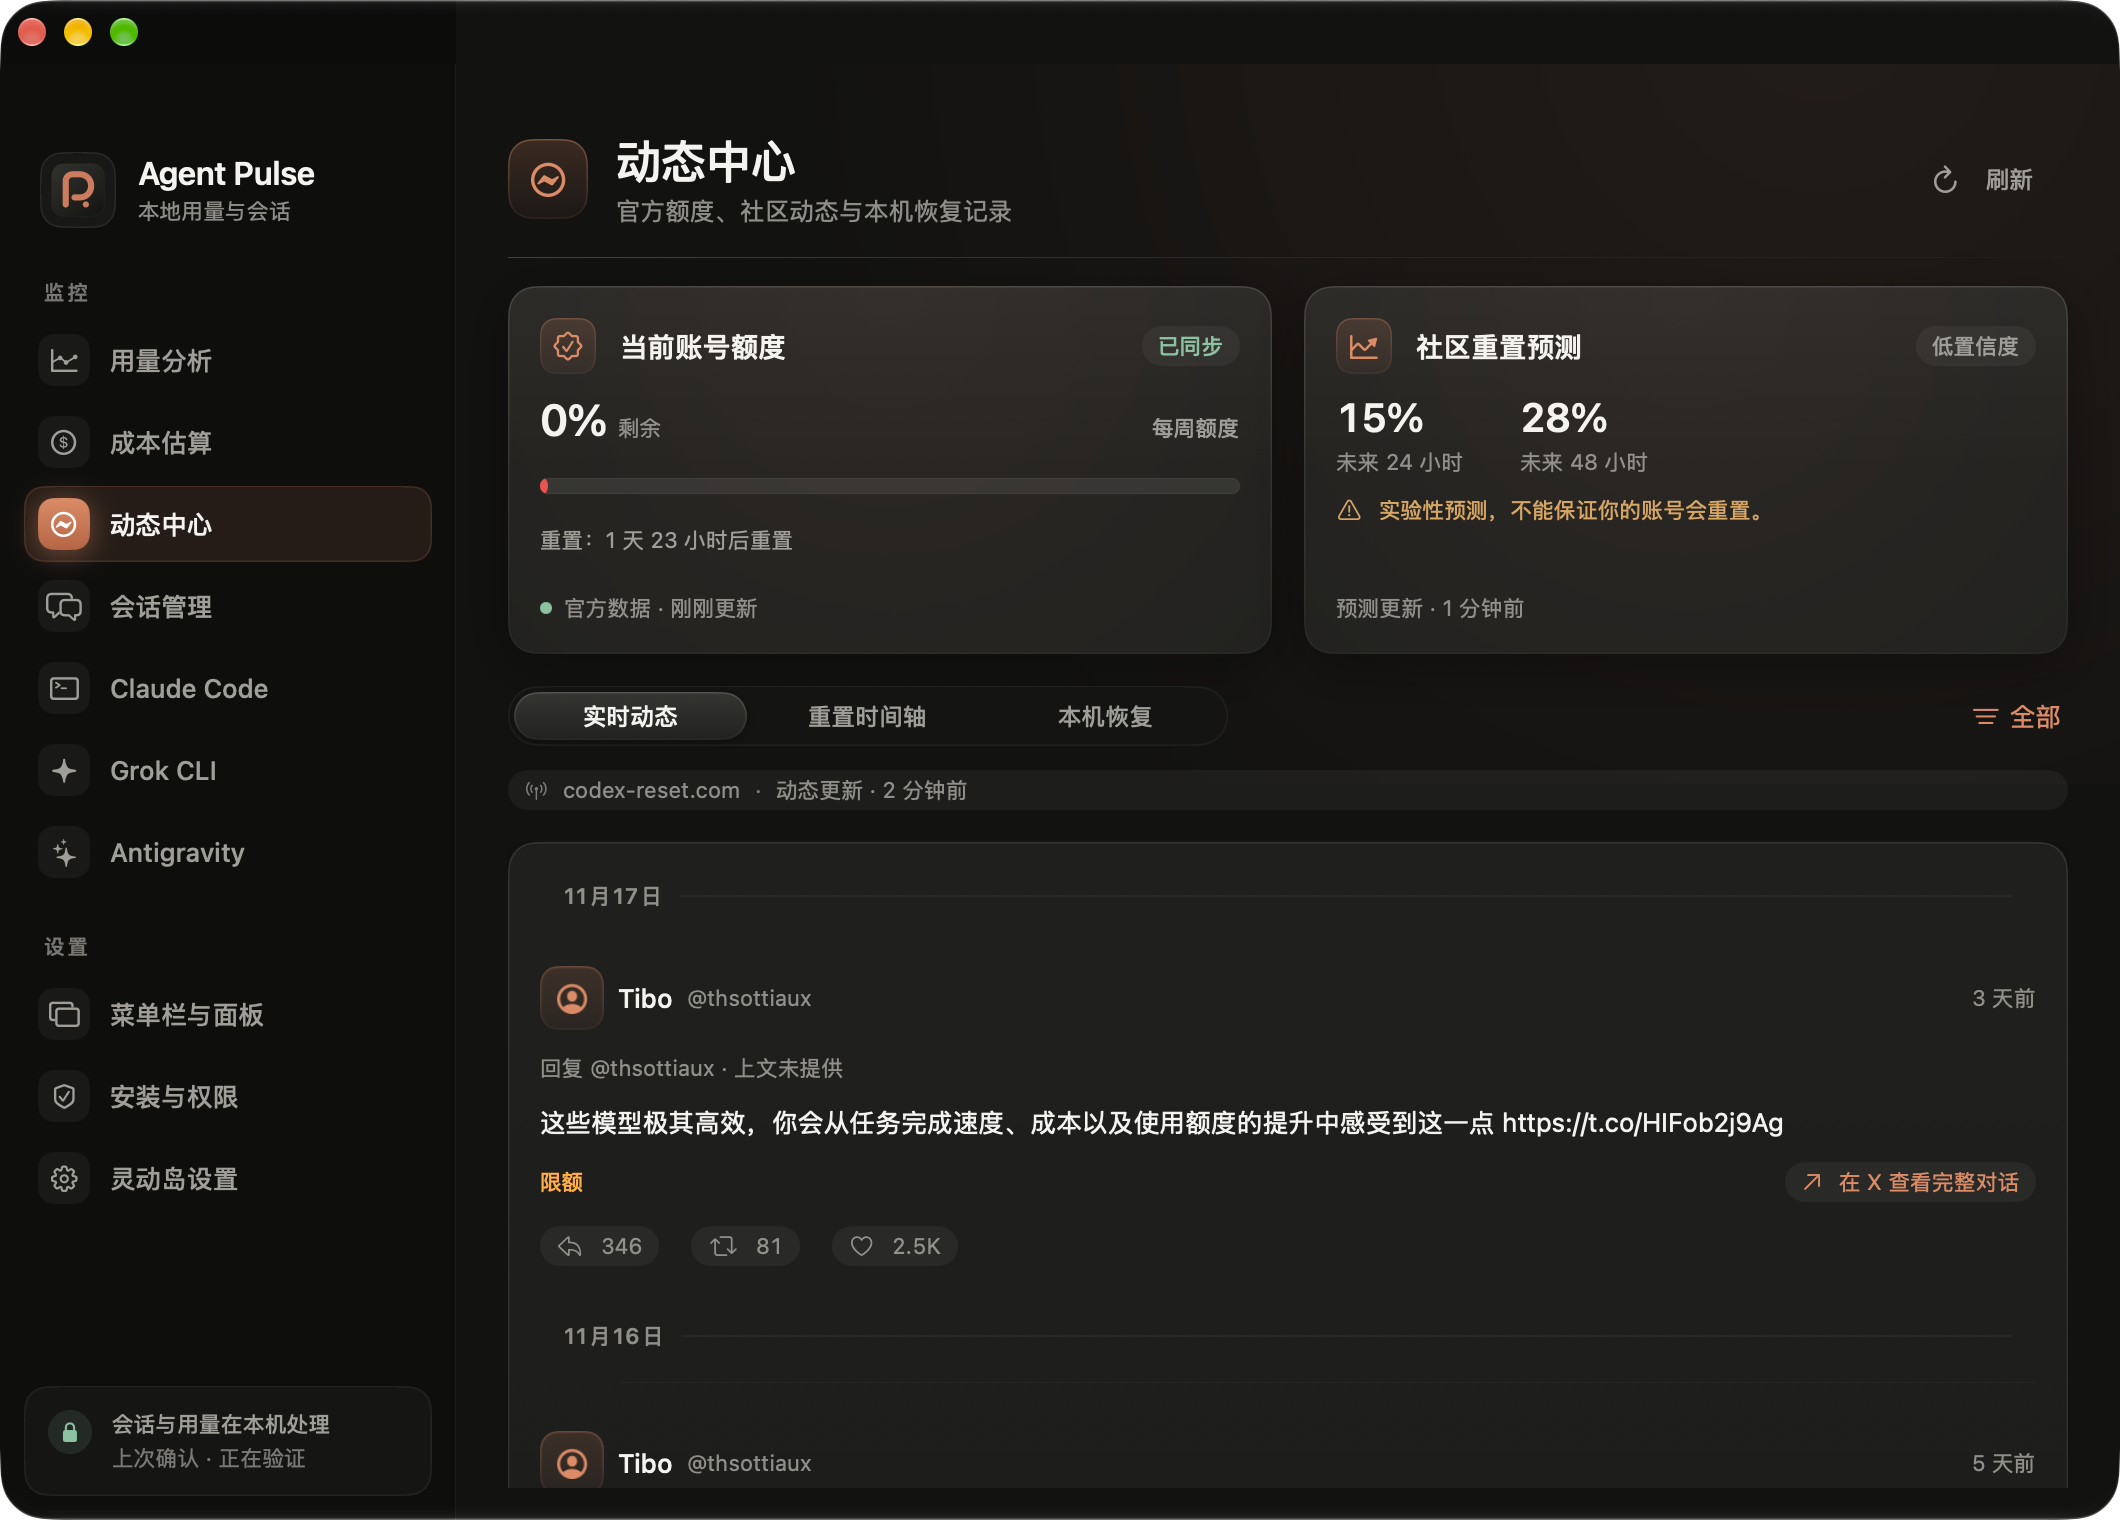 Agent Pulse
本地用量与会话
监控
用量分析
成本估算
动态中心
会话管理
Claude Code
Grok CLI
Antigravity
设置
菜单栏与面板
安装与权限
灵动岛设置
会话与用量在本机处理
上次确认 · 正在验证
动态中心
官方额度、社区动态与本机恢复记录
刷新
当前账号额度
已同步
0% 剩余
每周额度
重置：1 天 23 小时后重置
官方数据 · 刚刚更新
社区重置预测
低置信度
15%
未来 24 小时
28%
未来 48 小时
实验性预测，不能保证你的账号会重置。
预测更新 · 1 分钟前
实时动态
重置时间轴
本机恢复
全部
codex-reset.com · 动态更新 · 2 分钟前
11月17日
Tibo @thsottiaux
3 天前
回复 @thsottiaux · 上文未提供
这些模型极其高效，你会从任务完成速度、成本以及使用额度的提升中感受到这一点 https://t.co/HIFob2j9Ag
限额
在 X 查看完整对话
346
81
2.5K
11月16日
Tibo @thsottiaux
5 天前